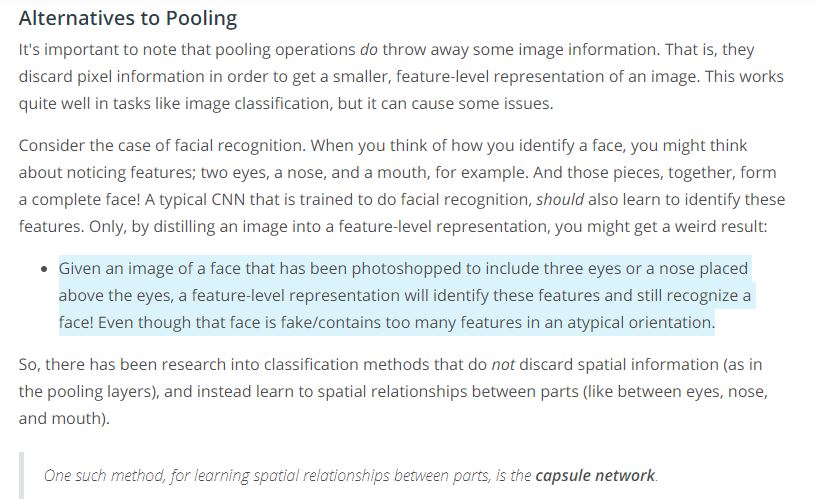 Alternatives to Pooling
It's important to note that pooling operations do throw away some image information. That is, they
discard pixel information in order to get a smaller, feature-level representation of an image. This works
quite well in tasks like image classification, but it can cause some issues.
Consider the case of facial recognition. When you think of how you identify a face, you might think
about noticing features; two eyes, a nose, and a mouth, for example. And those pieces, together, form
a complete face! A typical CNN that is trained to do facial recognition, should also learn to identify these
features. Only, by distilling an image into a feature-level representation, you might get a weird result:
• Given an image of a face that has been photoshopped to include three eyes or a nose placed
above the eyes, a feature-level representation will identify these features and still recognize a
face! Even though that face is fake/contains too many features in an atypical orientation.
So, there has been research into classification methods that do not discard spatial information (as in
the pooling layers), and instead learn to spatial relationships between parts (like between eyes, nose,
and mouth).
One such method, for learning spatial relationships between parts, is the capsule network.